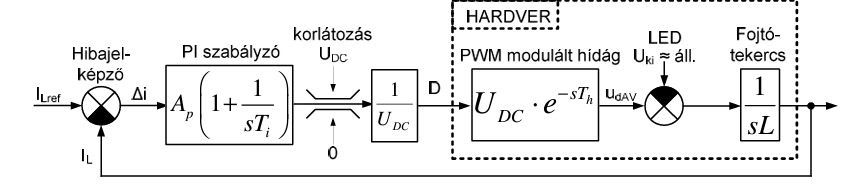 HARDVER
Hibajel-
képző
PI szabályzó
korlátozás
U_DC
PWM modulált hídág
LED
U_ki ≈ áll.
Fojtó-
tekercs
I_Lref
Δi
A_p (1 + 1/(sT_i))
1/U_DC
D
U_DC · e^(-sT_h)
u_dAV
1/(sL)
0
I_L